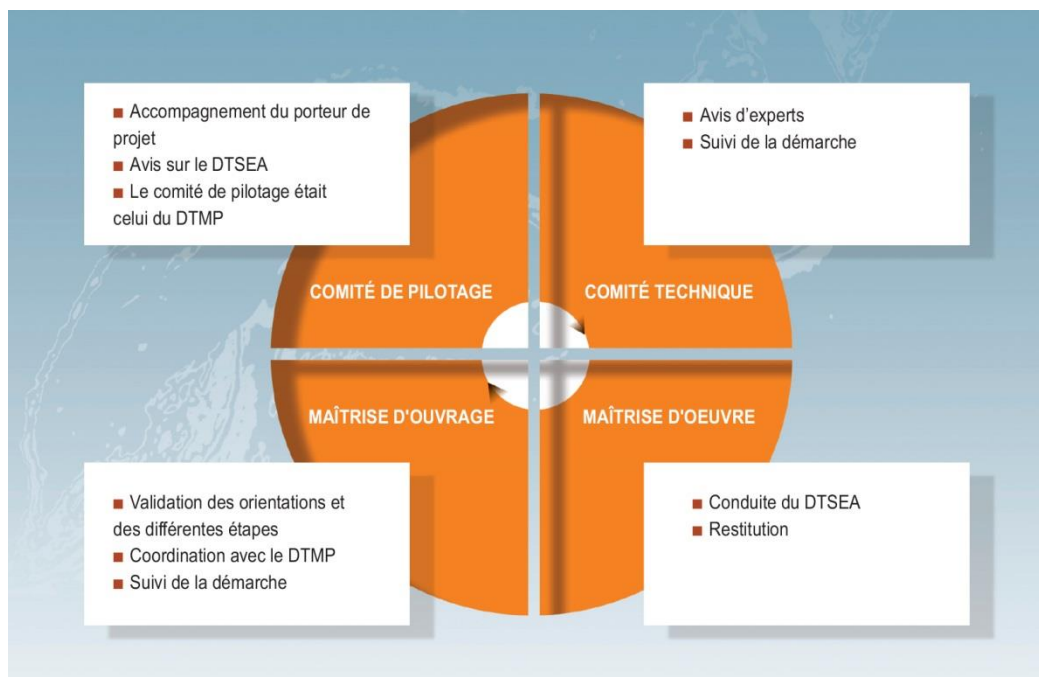 ■ Accompagnement du porteur de
projet
■ Avis sur le DTSEA
■ Le comité de pilotage était
celui du DTMP
■ Avis d'experts
■ Suivi de la démarche
COMITÉ DE PILOTAGE
COMITÉ TECHNIQUE
MAÎTRISE D'OUVRAGE
MAÎTRISE D'OEUVRE
■ Validation des orientations et
des différentes étapes
■ Coordination avec le DTMP
■ Suivi de la démarche
■ Conduite du DTSEA
■ Restitution